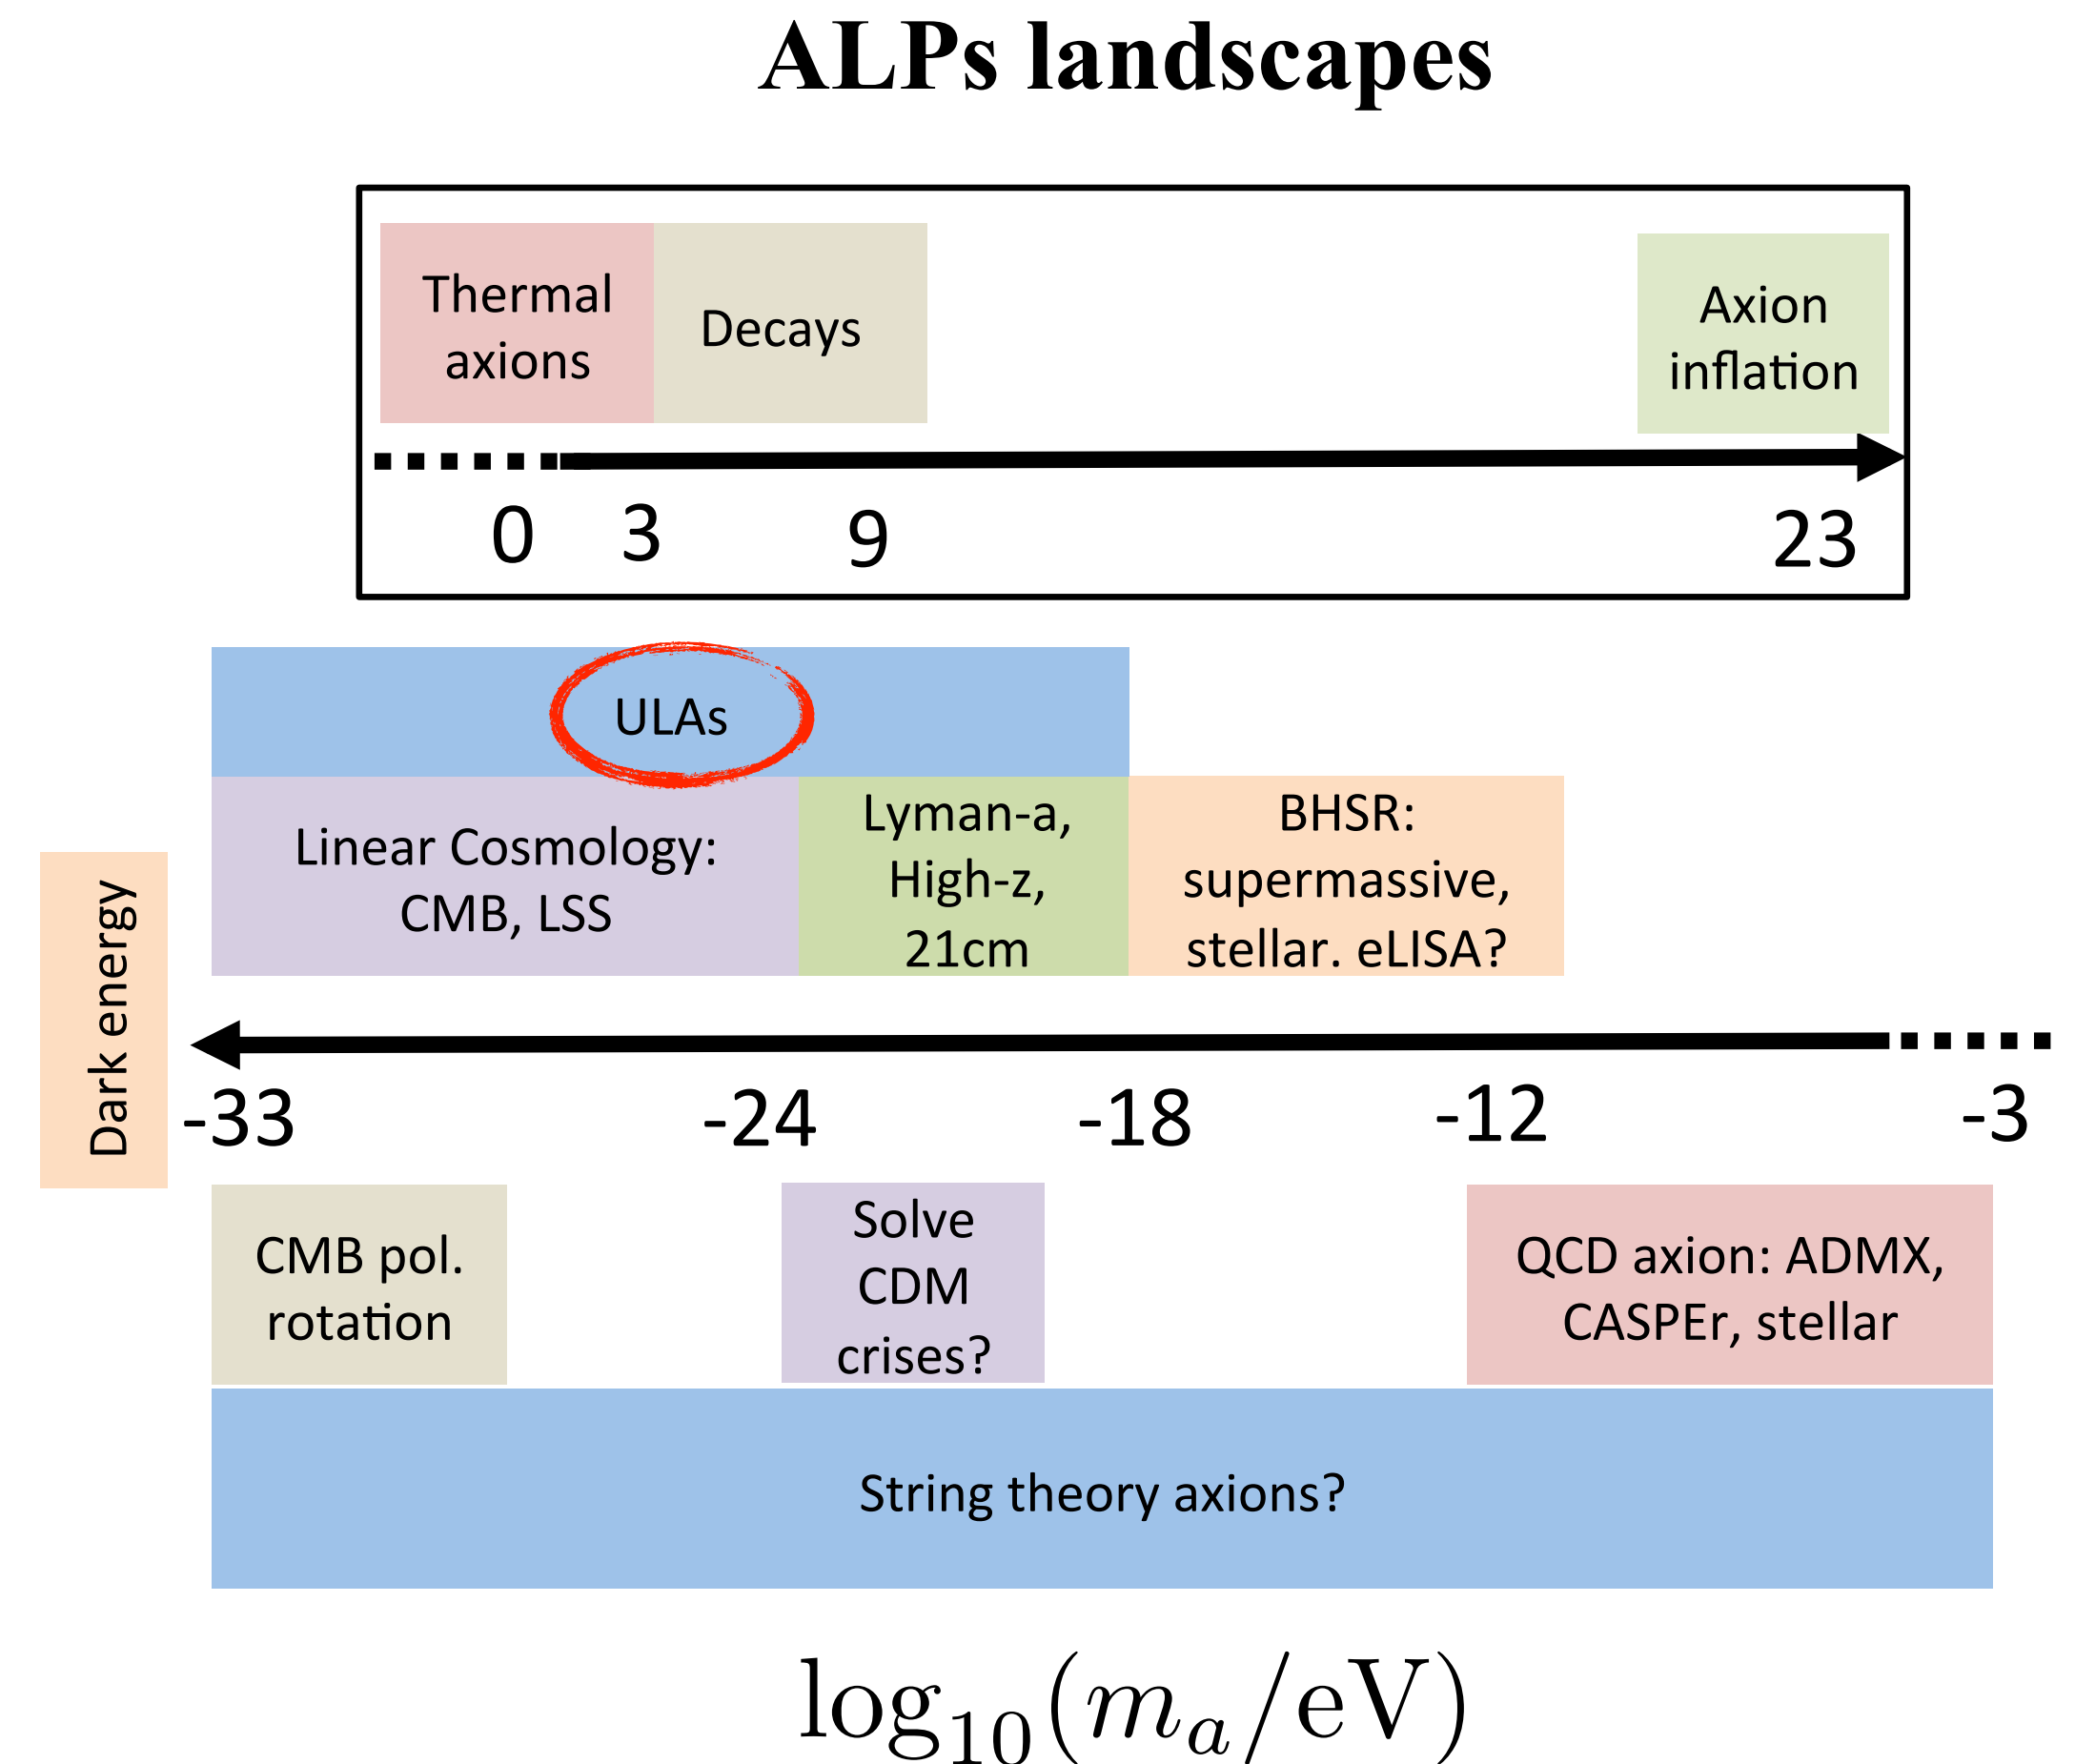 ALPs landscapes
Thermal
axions
Decays
Axion
inflation
0 3 9 23
ULAs
Linear Cosmology:
CMB, LSS
Lyman-a,
High-z,
21cm
BHSR:
supermassive,
stellar. eLISA?
Dark energy
-33 -24 -18 -12 -3
CMB pol.
rotation
Solve
CDM
crises?
QCD axion: ADMX,
CASPEr, stellar
String theory axions?
log₁₀(mₐ/eV)